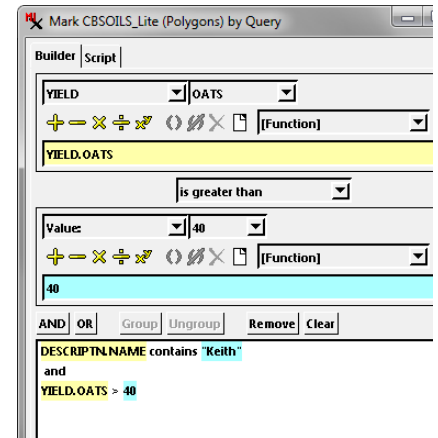 Mark CBSOILS_Lite (Polygons) by Query
Builder Script
YIELD OATS
[Function]
YIELD.OATS
is greater than
Value: 40
[Function]
40
AND OR Group Ungroup Remove Clear
DESCRIPTN.NAME contains "Keith"
and
YIELD.OATS > 40